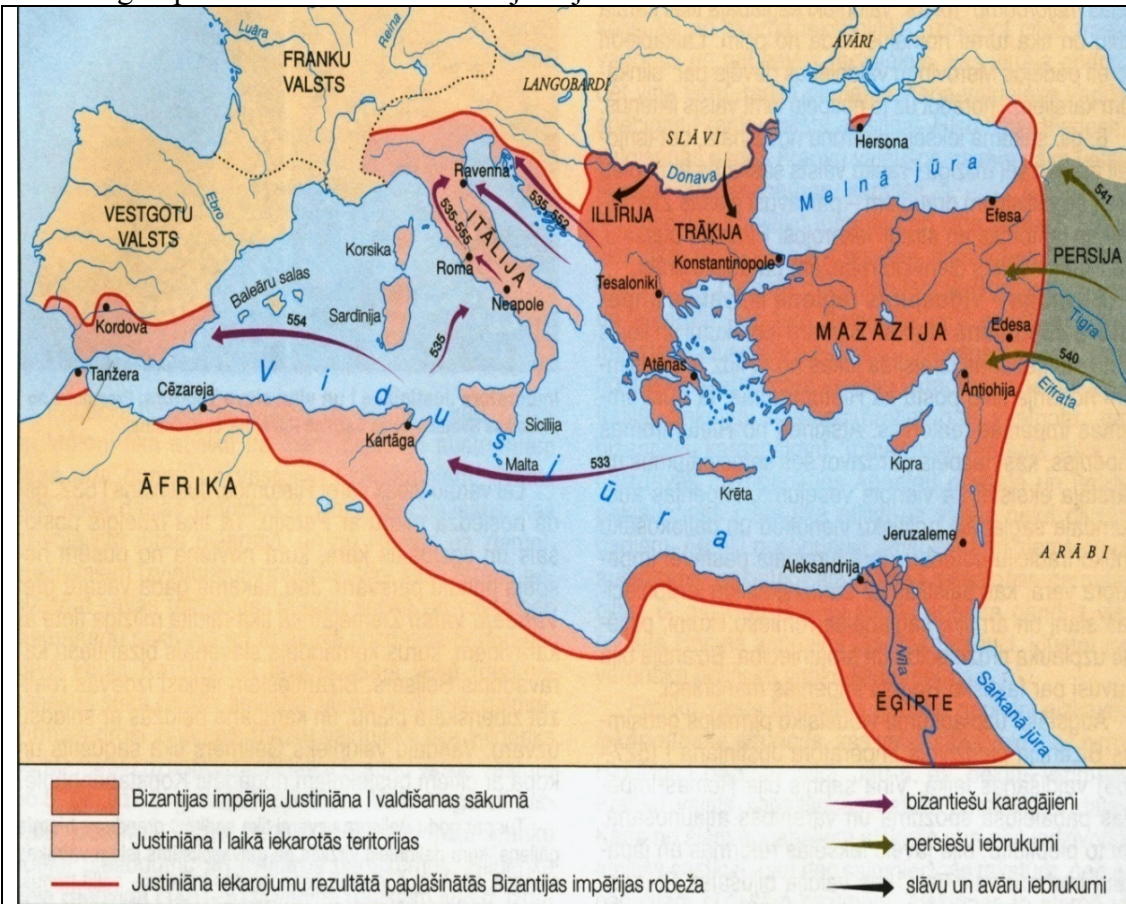 Luāra
Reina
AVĀRI
FRANKU
VALSTS
LANGOBARDI
SLĀVI
Hersona
Donava
Melnā jūra
Ravenna
535-552
ILLĪRIJA
TRĀĶIJA
Efesa
541
VESTGOTU
VALSTS
Ebro
535-555
ITĀLIJA
Korsika
Roma
Konstantinopole
PERSIJA
Baleāru salas
Neapole
Tesaloniki
Kordova
554
Sardīnija
535
MAZĀZIJA
Edesa
Tigra
Tanžera
Cēzareja
Vidusjūra
Atēnas
540
Antiohija
Eifrata
Kartāga
Sicīlija
Malta
533
Kipra
ĀFRIKA
Krēta
Jeruzaleme
Aleksandrija
ARĀBI
Nīla
ĒĢIPTE
Sarkanā jūra
Bizantijas impērija Justiniāna I valdīšanas sākumā
bizantiešu karagājieni
Justiniāna I laikā iekarotās teritorijas
persiešu iebrukumi
Justiniāna iekarojumu rezultātā paplašinātās Bizantijas impērijas robeža
slāvu un avāru iebrukumi